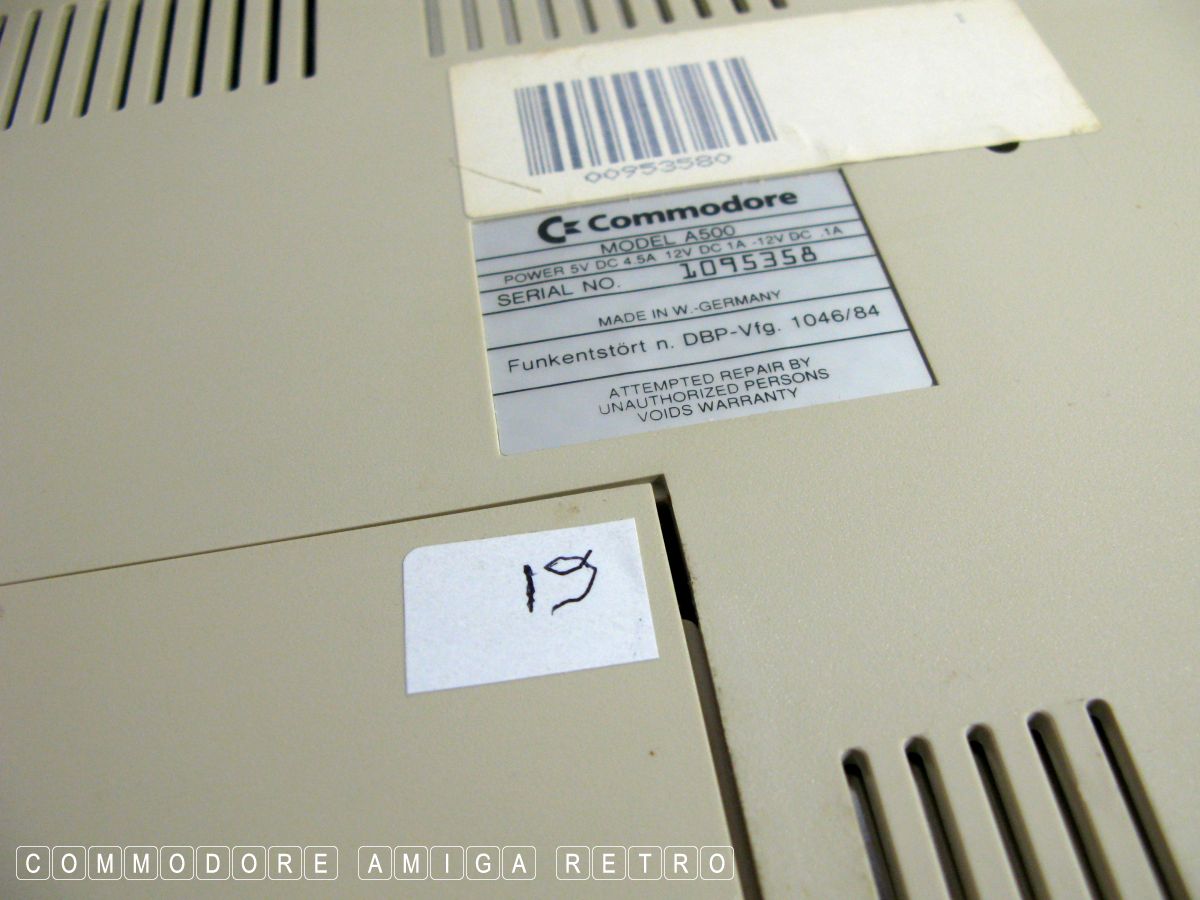 00953580
Commodore
MODEL A500
POWER 5V DC 4.5A 12V DC 1A -12V DC .1A
SERIAL NO. 1095358
MADE IN W.-GERMANY
Funkentstört n. DBP-Vfg. 1046/84
ATTEMPTED REPAIR BY
UNAUTHORIZED PERSONS
VOIDS WARRANTY
19
COMMODORE AMIGA RETRO